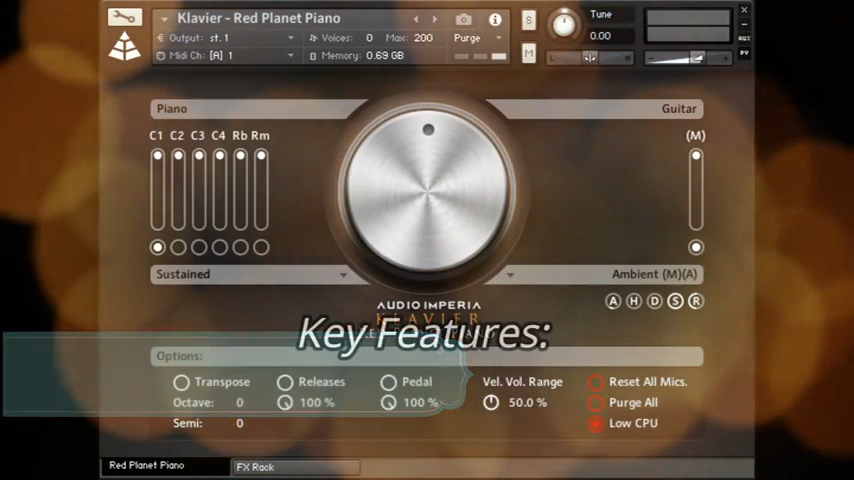 Klavier - Red Planet Piano
Output: st. 1 Voices: 0 Max: 200 Purge
Midi Ch: [A] 1 Memory: 0.69 GB
S
M
Tune
0.00
L R
AUX
PV
Piano Guitar
C1 C2 C3 C4 Rb Rm (M)
Sustained Ambient (M)(A)
A H D S R
AUDIO IMPERIA
KLAVIER
Key Features:
Options:
Transpose Releases Pedal Vel. Vol. Range Reset All Mics.
Octave: 0 100 % 100 % 50.0 % Purge All
Semi: 0 Low CPU
Red Planet Piano FX Rack